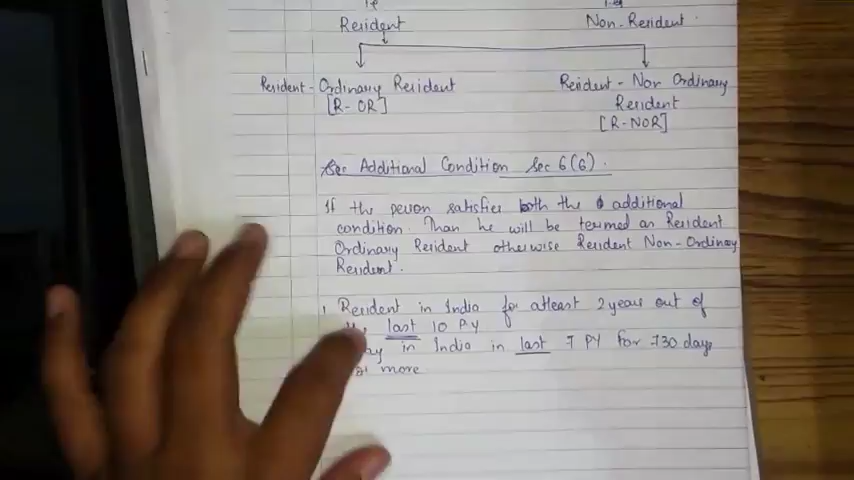 Resident
Non-Resident
Resident - Ordinary Resident
[R-OR]
Resident - Non Ordinary
Resident
[R-NOR]
Additional Condition Sec 6(6).
If the person satisfies both the additional
condition. Than he will be termed as Resident
Ordinary Resident otherwise Resident Non-Ordinary
Resident.
1. Resident in India for atleast 2 years out of
last 10 PY
in India in last 7 PY for 730 days
or more